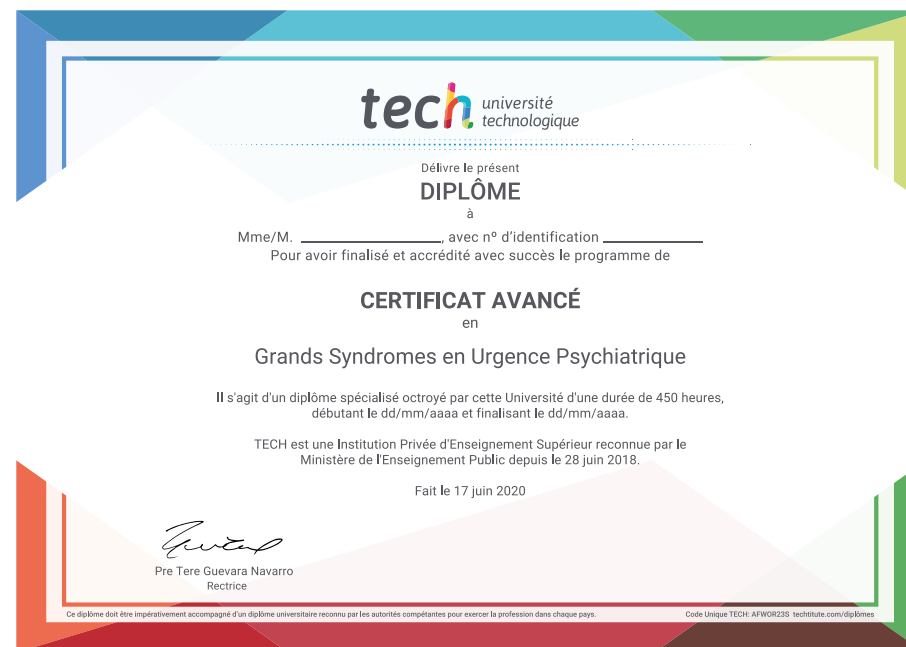 tech université
technologique
Délivre le présent
DIPLÔME
à
Mme/M. ____________________, avec nº d'identification ______________
Pour avoir finalisé et accrédité avec succès le programme de
CERTIFICAT AVANCÉ
en
Grands Syndromes en Urgence Psychiatrique
Il s'agit d'un diplôme spécialisé octroyé par cette Université d'une durée de 450 heures,
débutant le dd/mm/aaaa et finalisant le dd/mm/aaaa.
TECH est une Institution Privée d'Enseignement Supérieur reconnue par le
Ministère de l'Enseignement Public depuis le 28 juin 2018.
Fait le 17 juin 2020
Pre Tere Guevara Navarro
Rectrice
Ce diplôme doit être impérativement accompagné d'un diplôme universitaire reconnu par les autorités compétentes pour exercer la profession dans chaque pays.
Code Unique TECH: AFWOR23S techtitute.com/diplômes